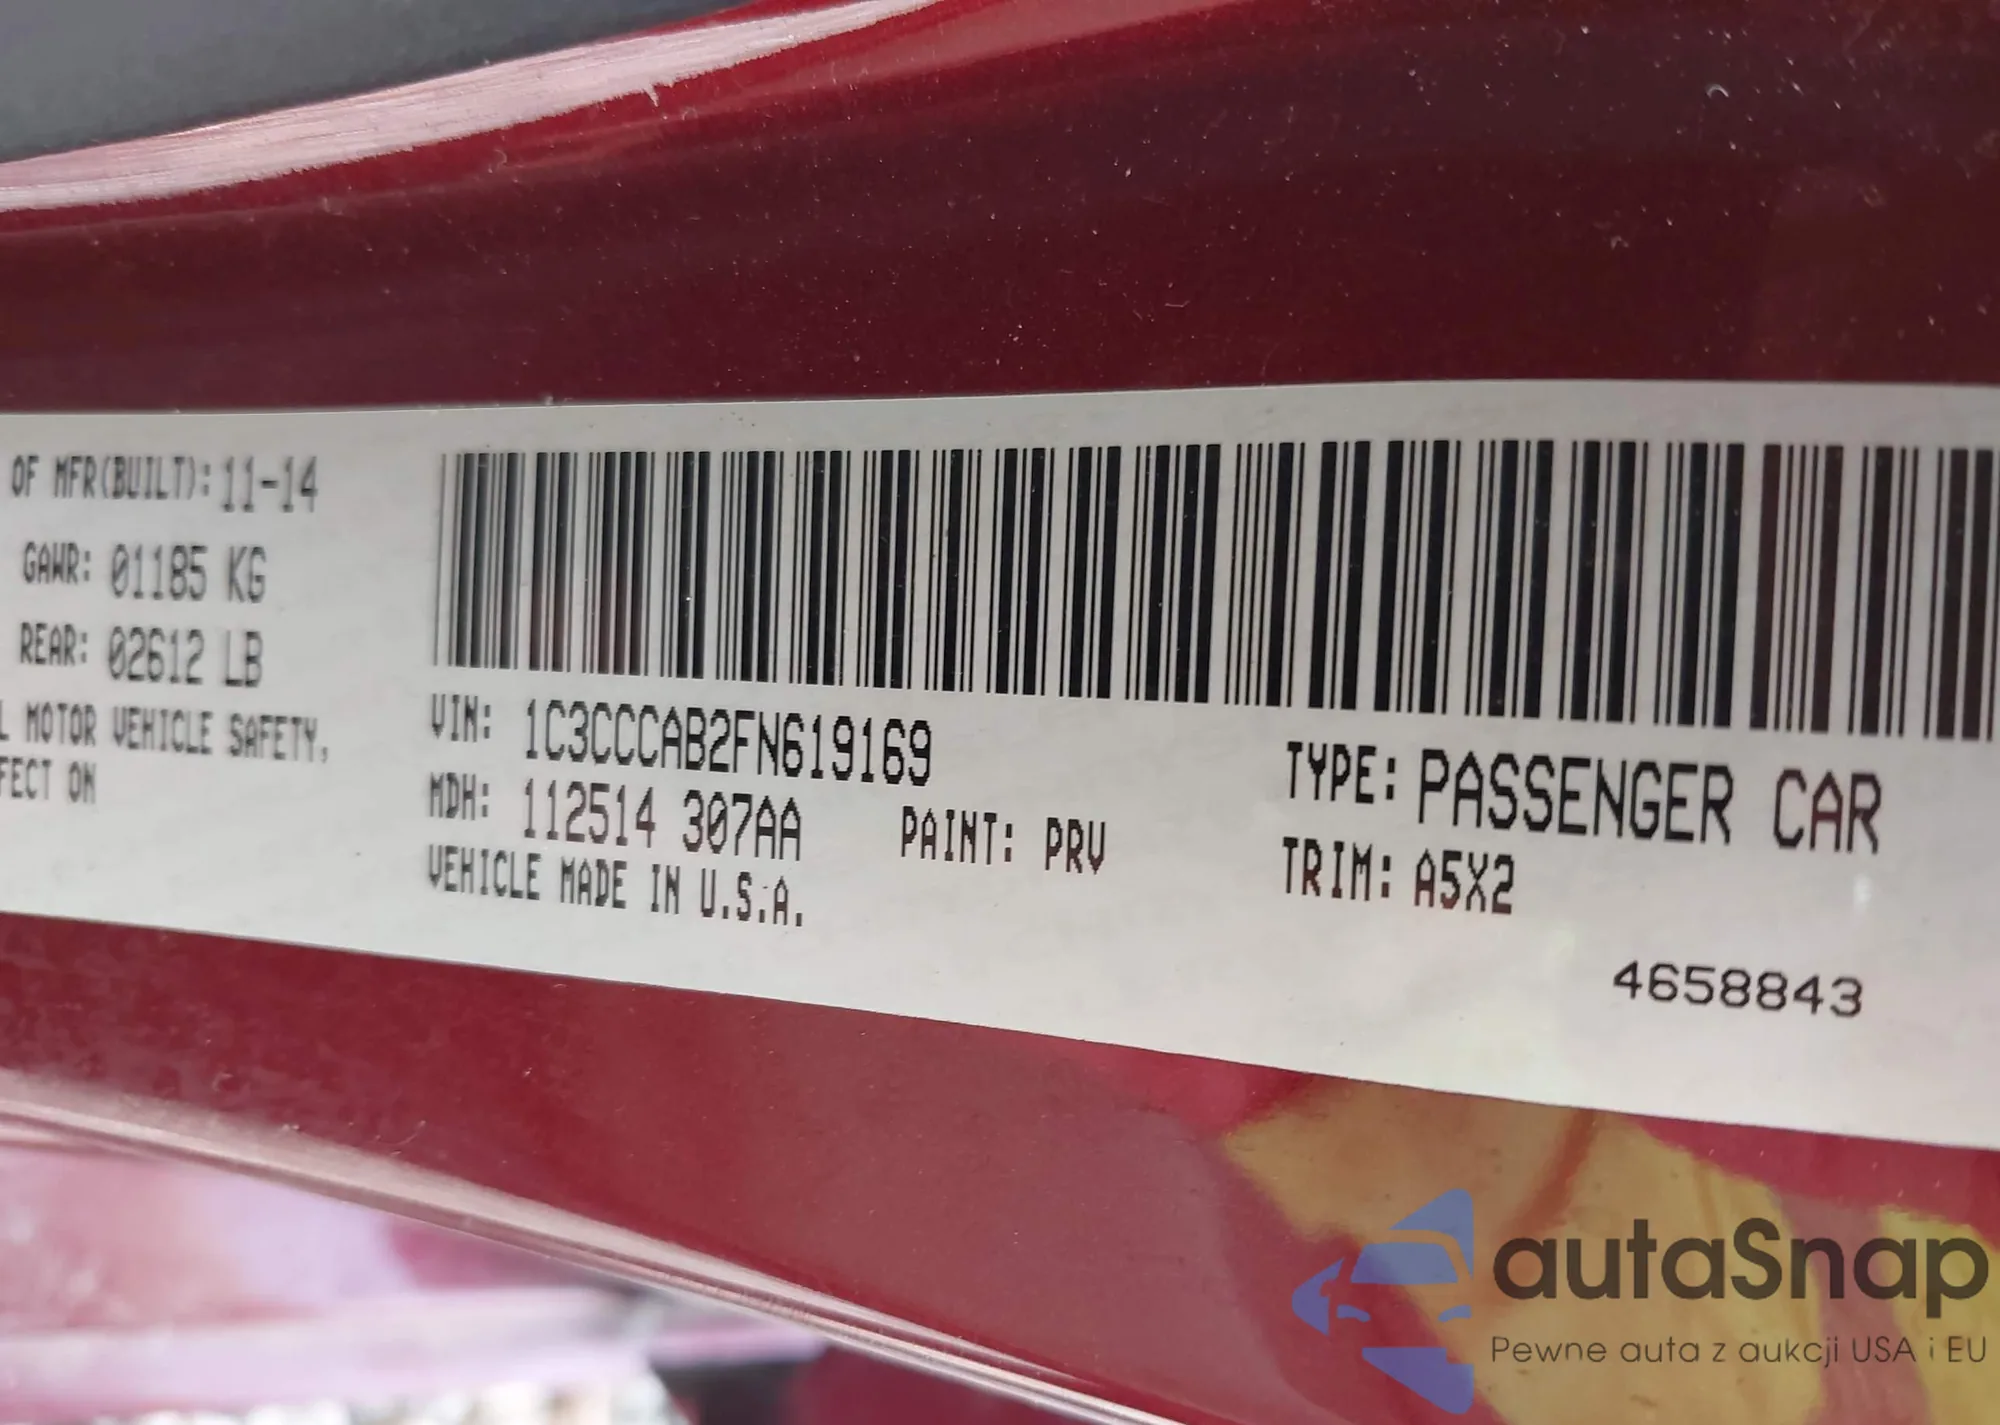 OF MFR(BUILT): 11-14
GAWR: 01185 KG
REAR: 02612 LB
L MOTOR VEHICLE SAFETY,
FECT ON
VIN: 1C3CCCAB2FN619169
MDH: 112514 307AA PAINT: PRV
VEHICLE MADE IN U.S.A.
TYPE: PASSENGER CAR
TRIM: A5X2
4658843
autaSnap
Pewne auta z aukcji USA i EU